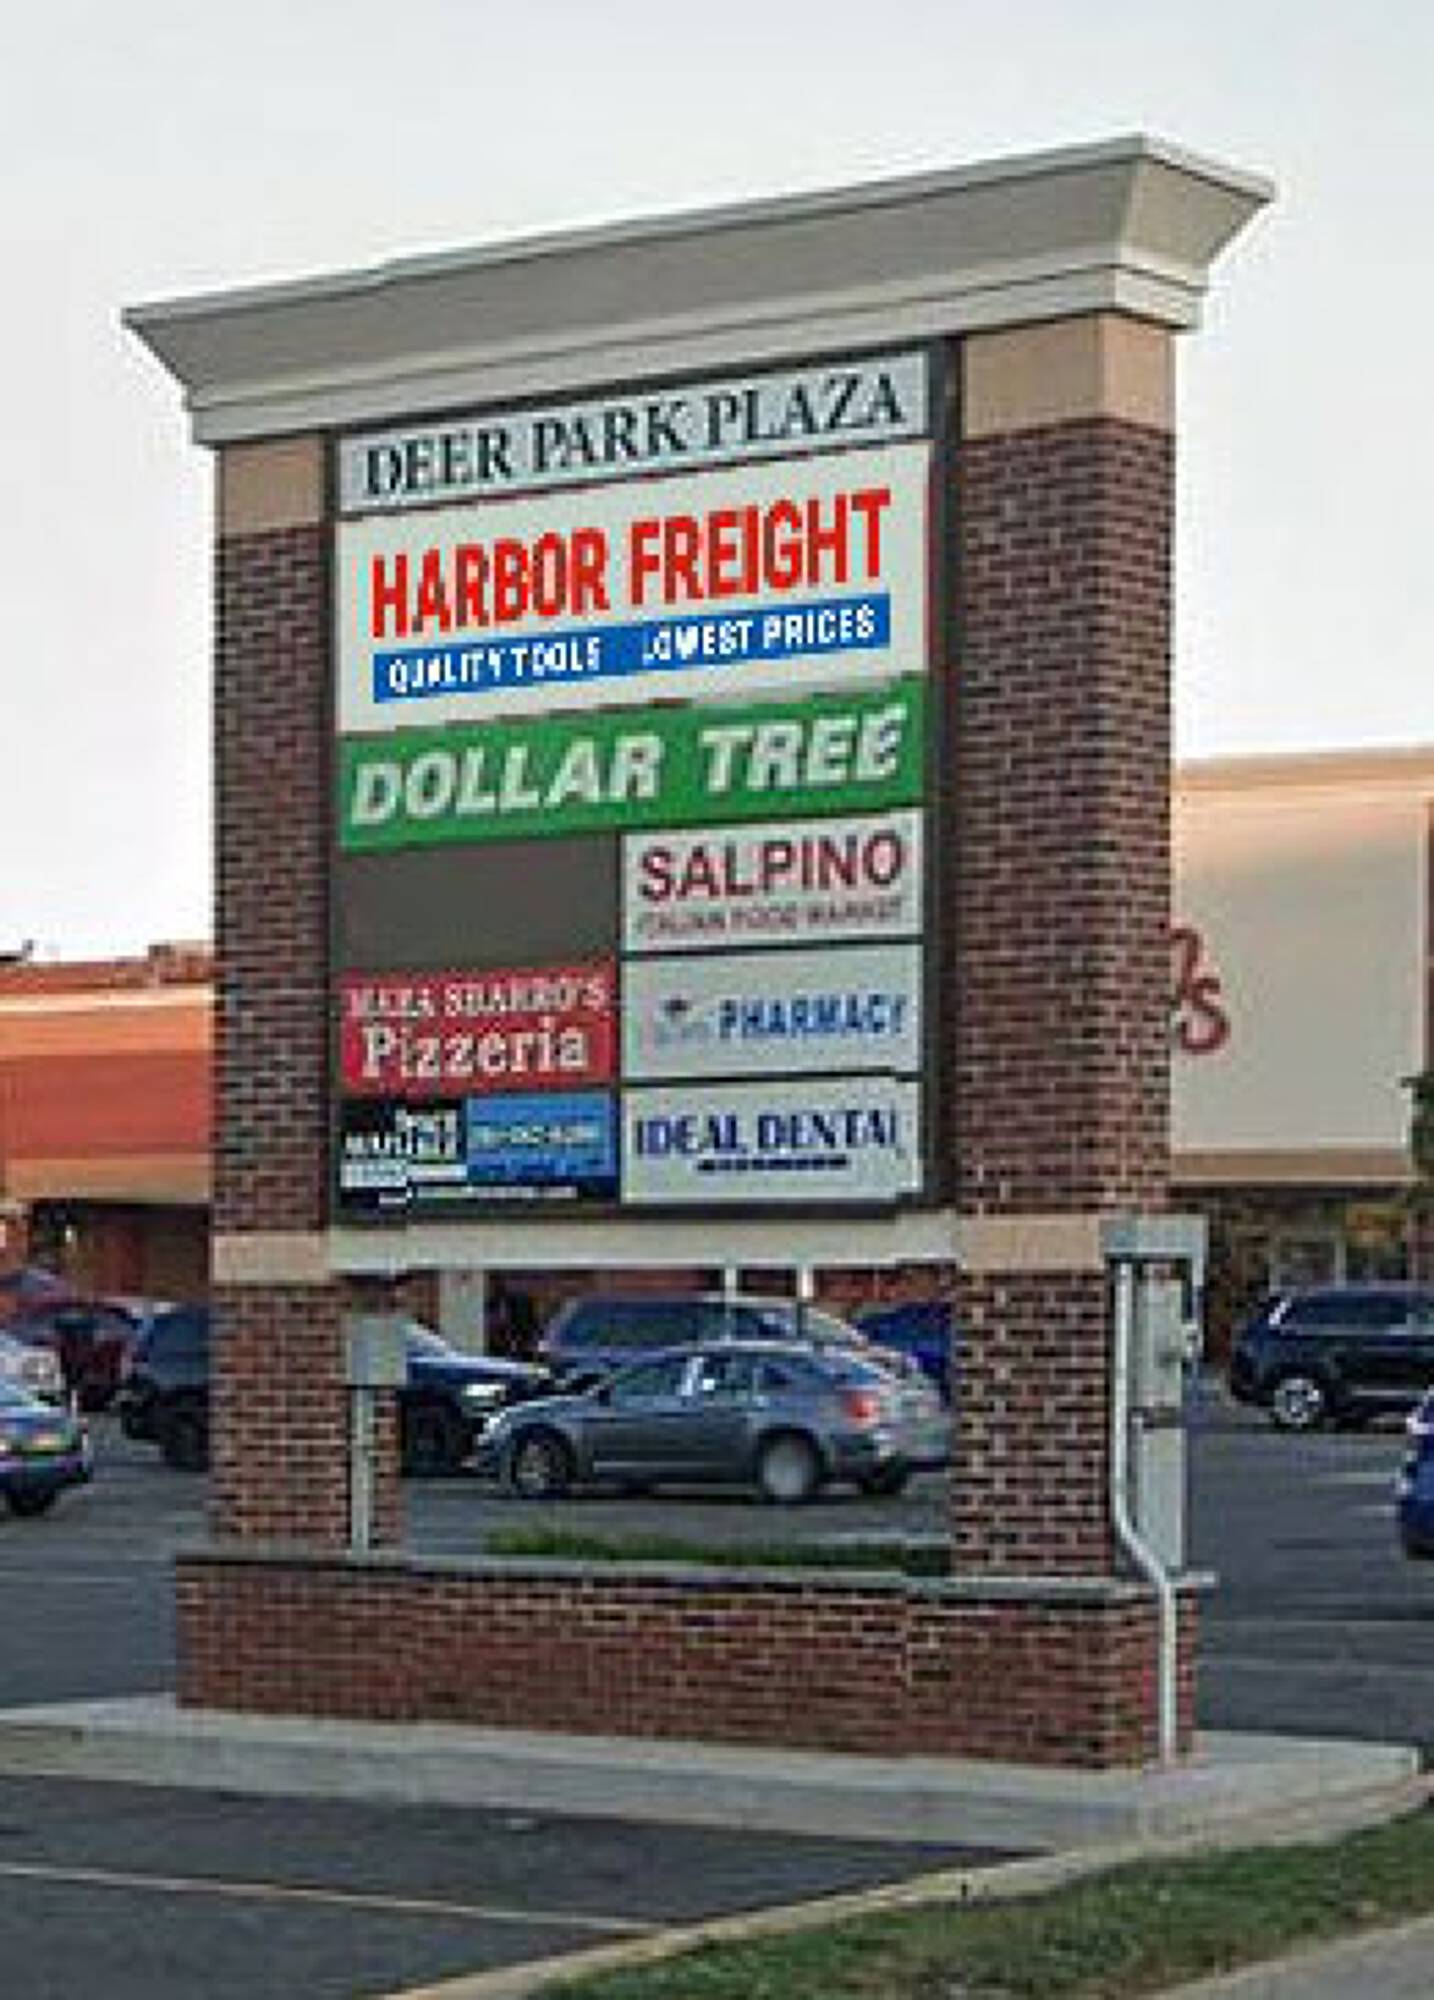 DEER PARK PLAZA
HARBOR FREIGHT
QUALITY TOOLS LOWEST PRICES
DOLLAR TREE
SALPINO
ITALIAN FOOD MARKET
SBARRO'S
Pizzeria
PHARMACY
IDEAL DENTAL
's